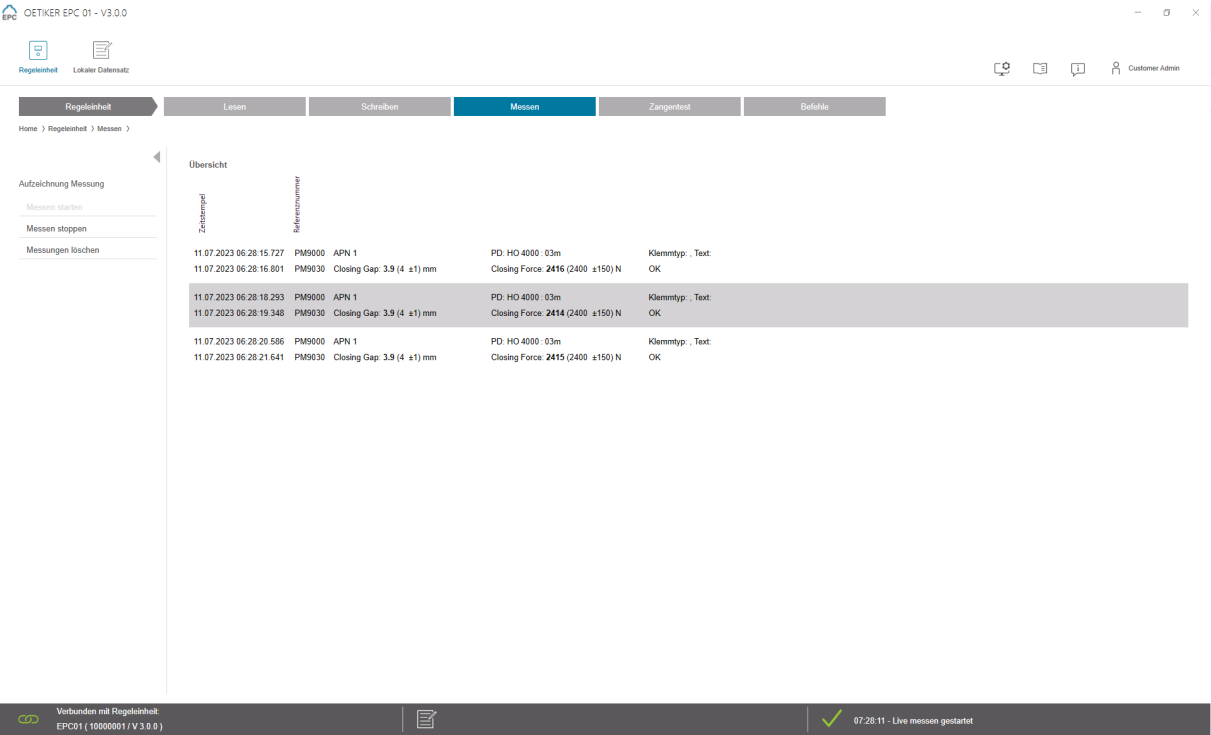 EPC OETIKER EPC 01 - V3.0.0
Regeleinheit Lokaler Datensatz
Customer Admin
Regeleinheit Lesen Schreiben Messen Zangentest Befehle
Home > Regeleinheit > Messen >
Übersicht
Aufzeichnung Messung
Messen starten
Messen stoppen
Messungen löschen
Zeitstempel Referenznummer
11.07.2023 06:28:15.727 PM9000 APN 1 PD: HO 4000 : 03m Klemmtyp: , Text:
11.07.2023 06:28:16.801 PM9030 Closing Gap: 3.9 (4 ±1) mm Closing Force: 2416 (2400 ±150) N OK
11.07.2023 06:28:18.293 PM9000 APN 1 PD: HO 4000 : 03m Klemmtyp: , Text:
11.07.2023 06:28:19.348 PM9030 Closing Gap: 3.9 (4 ±1) mm Closing Force: 2414 (2400 ±150) N OK
11.07.2023 06:28:20.586 PM9000 APN 1 PD: HO 4000 : 03m Klemmtyp: , Text:
11.07.2023 06:28:21.641 PM9030 Closing Gap: 3.9 (4 ±1) mm Closing Force: 2415 (2400 ±150) N OK
Verbunden mit Regeleinheit:
EPC01 ( 10000001 / V 3.0.0 )
07:28:11 - Live messen gestartet